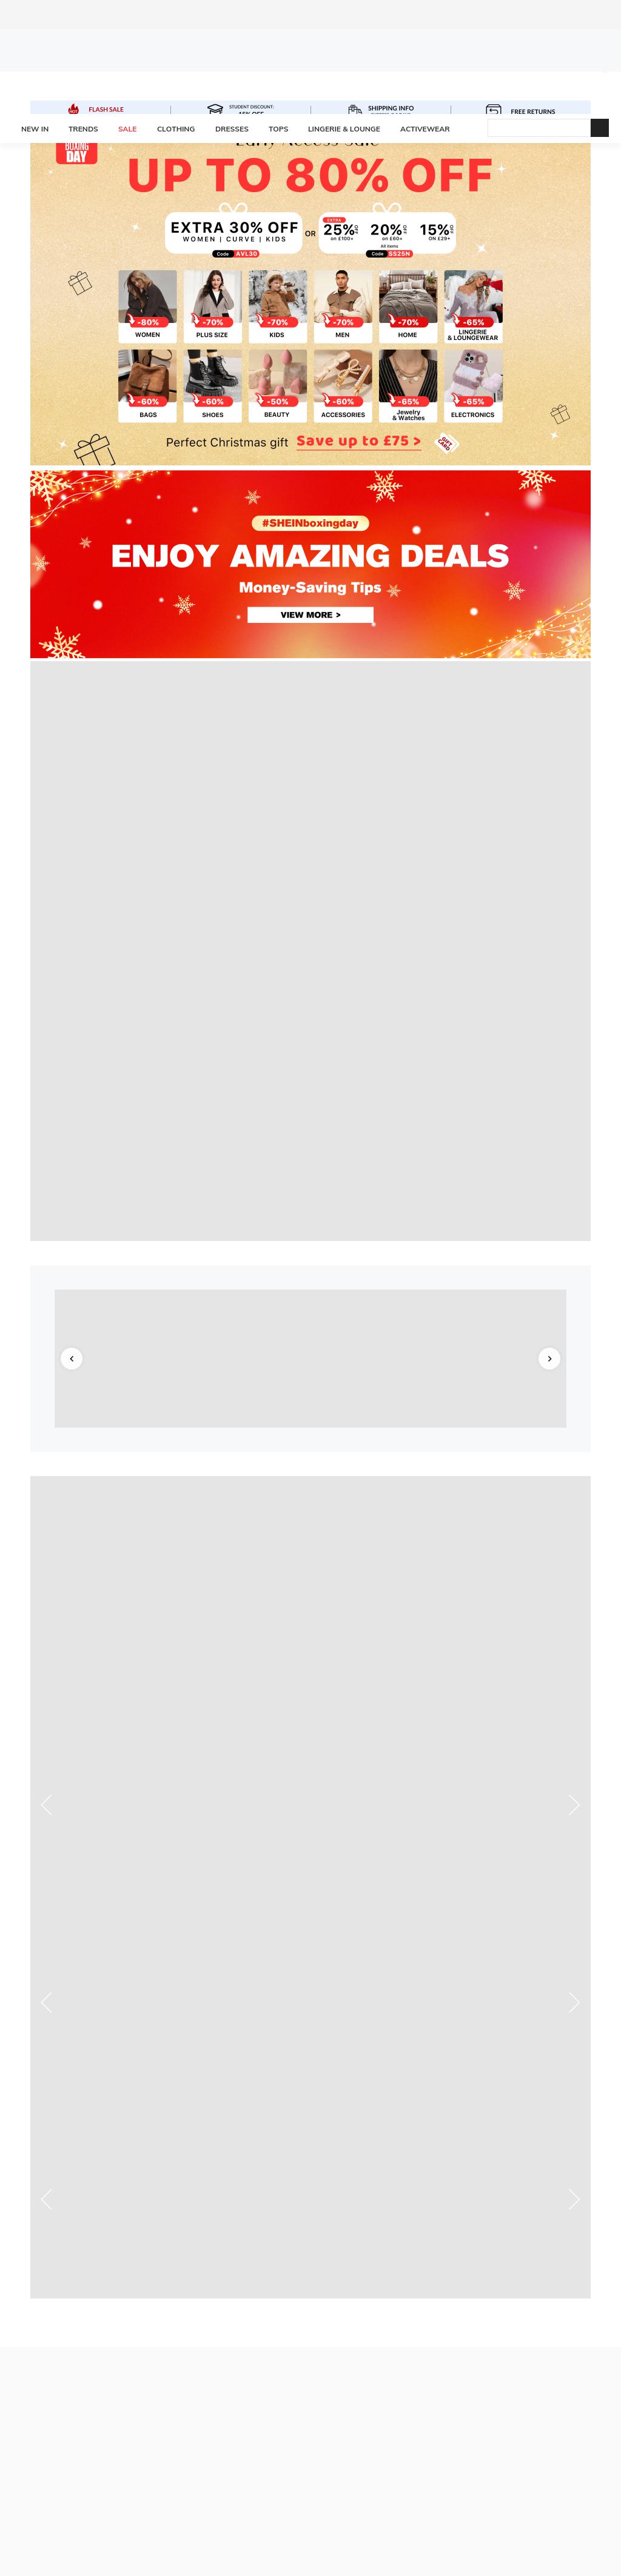 FLASH SALE
STUDENT DISCOUNT:
SHIPPING INFO
FREE RETURNS
NEW IN TRENDS SALE CLOTHING DRESSES TOPS LINGERIE & LOUNGE ACTIVEWEAR
BOXING
DAY
Early Access Sale
UP TO 80% OFF
EXTRA 30% OFF
WOMEN | CURVE | KIDS
Code AVL30
OR
EXTRA
25% OFF
on £100+
20% OFF
on £60+
15% OFF
ON £29+
All items
Code SS25N
-80%
WOMEN
-70%
PLUS SIZE
-70%
KIDS
-70%
MEN
-70%
HOME
-65%
LINGERIE
& LOUNGEWEAR
-60%
BAGS
-60%
SHOES
-50%
BEAUTY
-60%
ACCESSORIES
-65%
Jewelry
& Watches
-65%
ELECTRONICS
Perfect Christmas gift Save up to £75 >
GIFT
CARD
#SHEINboxingday
ENJOY AMAZING DEALS
Money-Saving Tips
VIEW MORE >